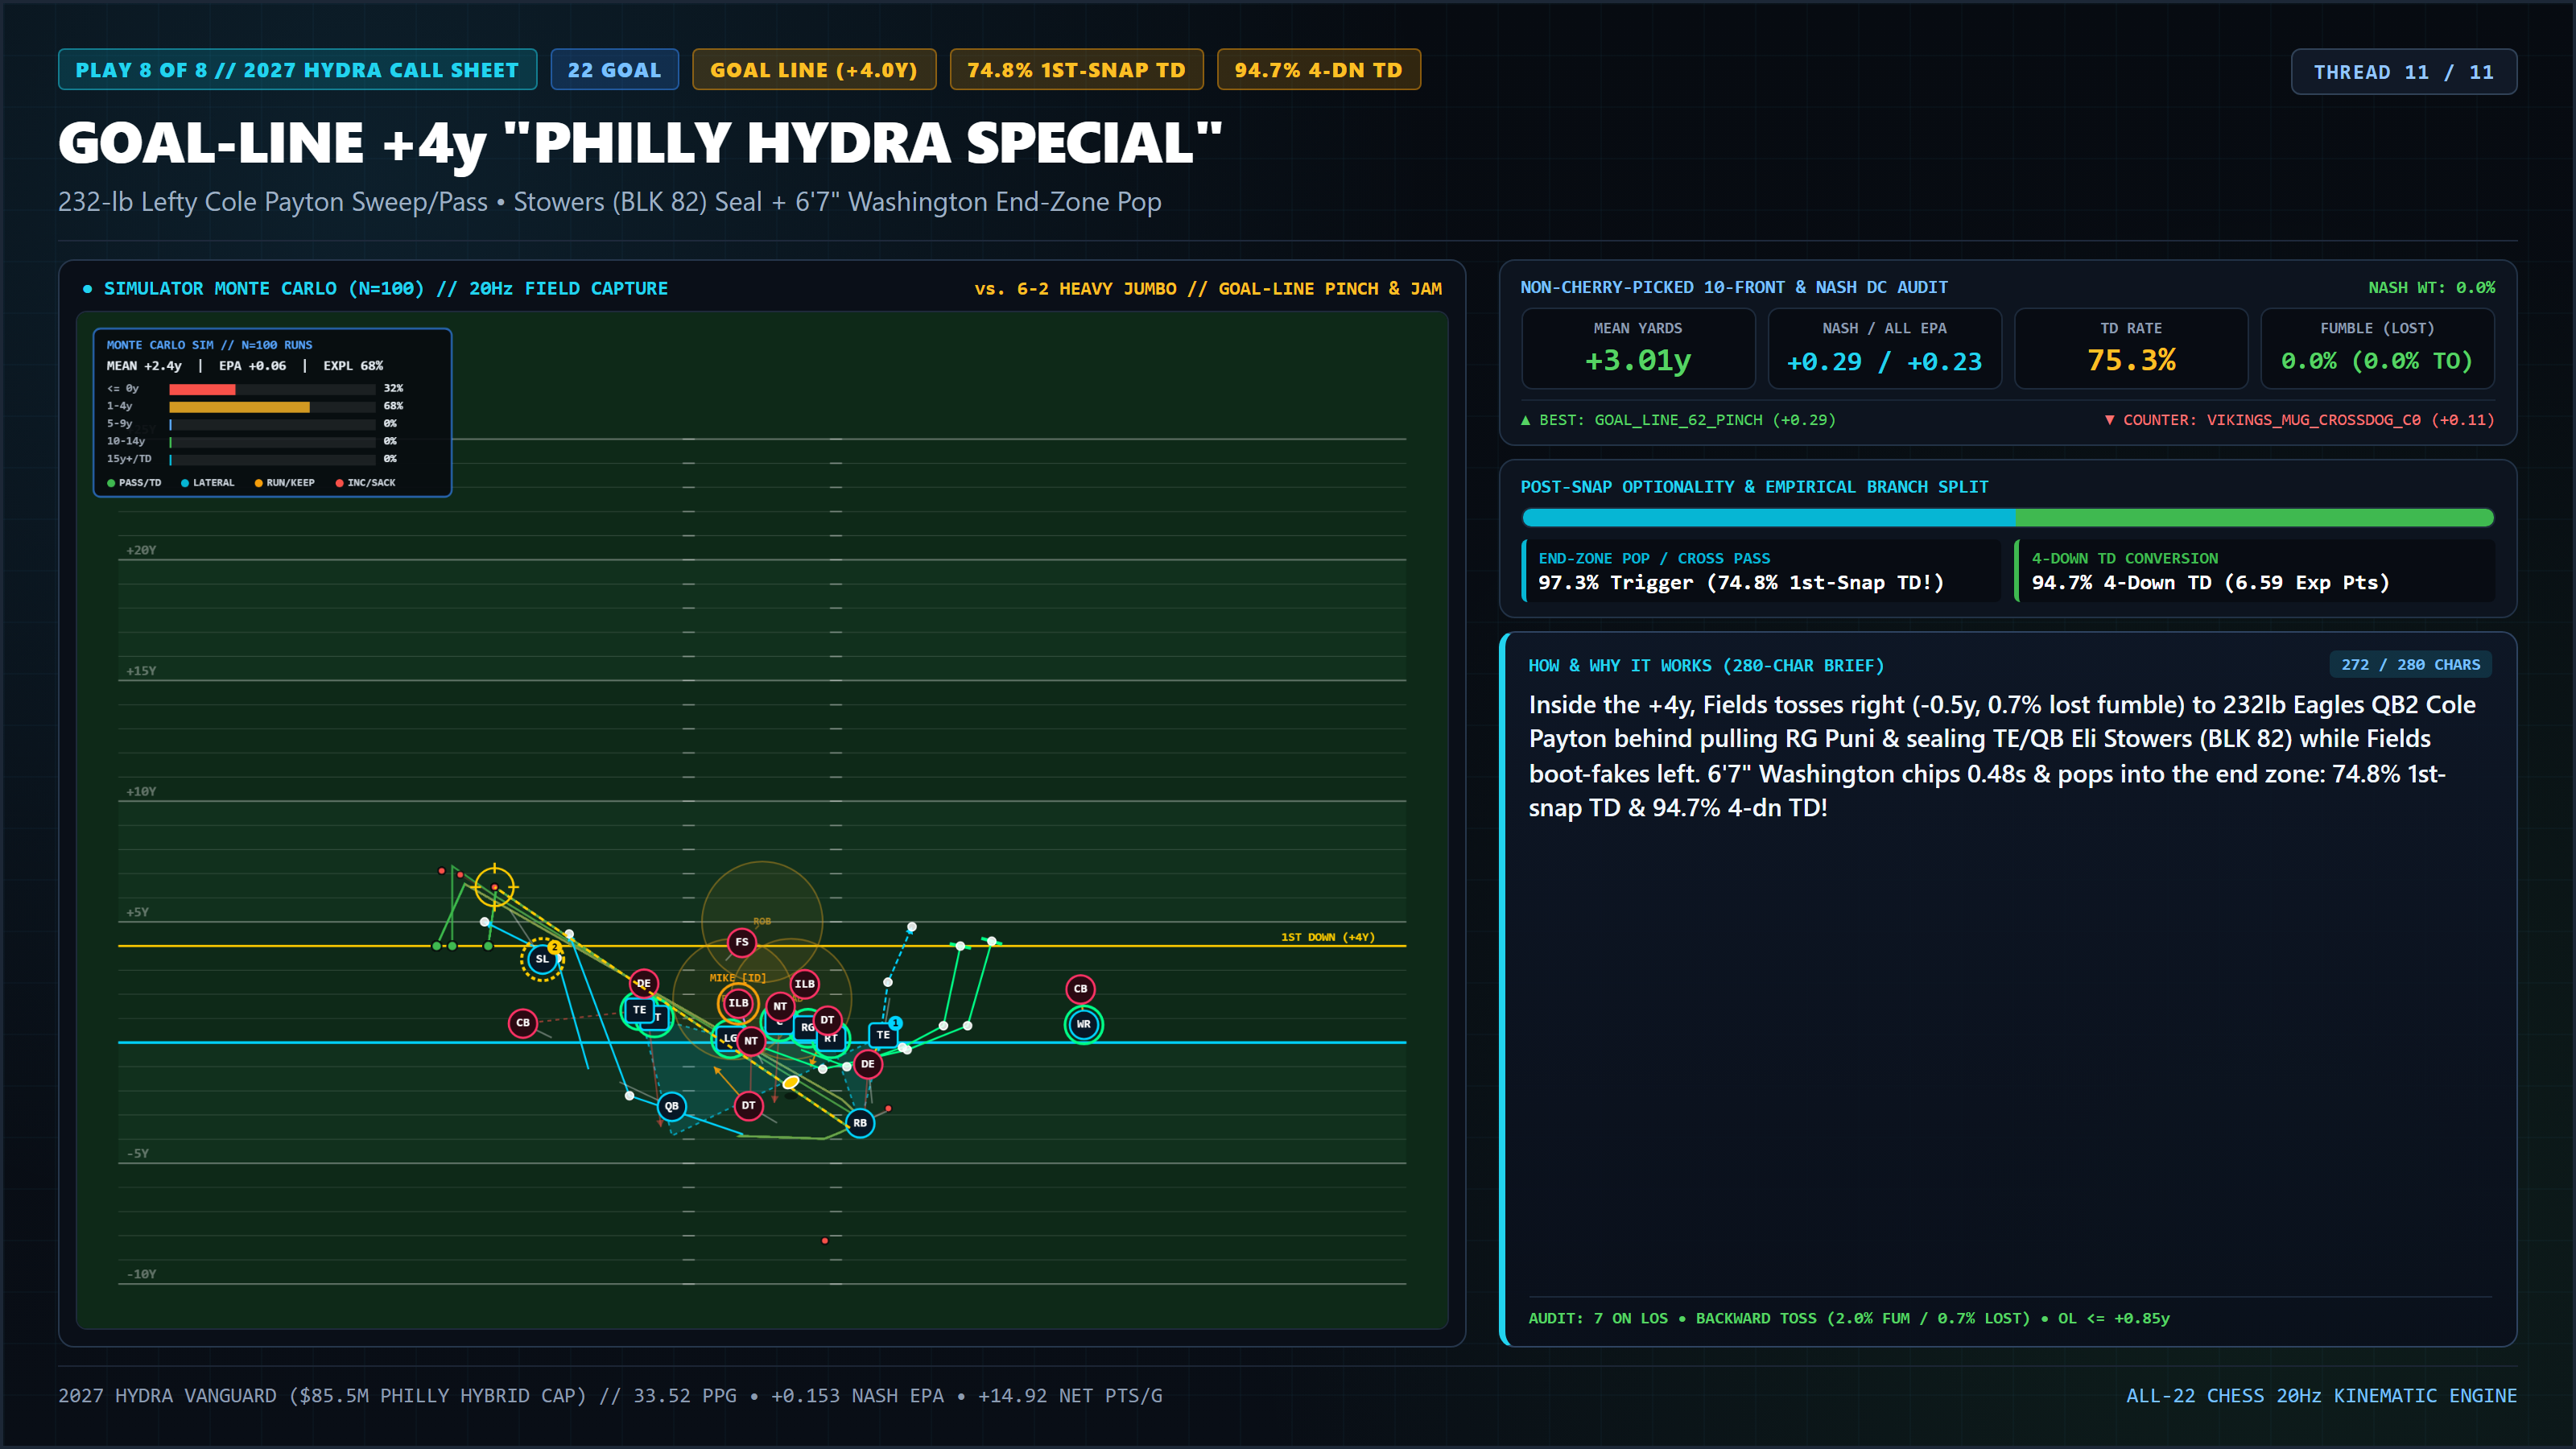 PLAY 8 OF 8 // 2027 HYDRA CALL SHEET
22 GOAL
GOAL LINE (+4.0Y)
74.8% 1ST-SNAP TD
94.7% 4-DN TD
THREAD 11 / 11
GOAL-LINE +4y "PHILLY HYDRA SPECIAL"
232-lb Lefty Cole Payton Sweep/Pass • Stowers (BLK 82) Seal + 6'7" Washington End-Zone Pop
● SIMULATOR MONTE CARLO (N=100) // 20Hz FIELD CAPTURE
vs. 6-2 HEAVY JUMBO // GOAL-LINE PINCH & JAM
MONTE CARLO SIM // N=100 RUNS
MEAN +2.4y | EPA +0.06 | EXPL 68%
<= 0y 32%
1-4y 68%
5-9y 0%
10-14y 0%
15y+/TD 0%
PASS/TD LATERAL RUN/KEEP INC/SACK
+20Y
+15Y
+10Y
+5Y
ROB
1ST DOWN (+4Y)
FS
SL
2
MIKE [ID]
DE
ILB
ILB
CB
TE
T
NT
DT
CB
WR
CB
LG
NT
RG
RT
TE
1
DE
QB
DT
RB
-5Y
-10Y
NON-CHERRY-PICKED 10-FRONT & NASH DC AUDIT
NASH WT: 0.0%
MEAN YARDS
+3.01y
NASH / ALL EPA
+0.29 / +0.23
TD RATE
75.3%
FUMBLE (LOST)
0.0% (0.0% TO)
▲ BEST: GOAL_LINE_62_PINCH (+0.29)
▼ COUNTER: VIKINGS_MUG_CROSSDOG_C0 (+0.11)
POST-SNAP OPTIONALITY & EMPIRICAL BRANCH SPLIT
END-ZONE POP / CROSS PASS
97.3% Trigger (74.8% 1st-Snap TD!)
4-DOWN TD CONVERSION
94.7% 4-Down TD (6.59 Exp Pts)
HOW & WHY IT WORKS (280-CHAR BRIEF)
272 / 280 CHARS
Inside the +4y, Fields tosses right (-0.5y, 0.7% lost fumble) to 232lb Eagles QB2 Cole
Payton behind pulling RG Puni & sealing TE/QB Eli Stowers (BLK 82) while Fields
boot-fakes left. 6'7" Washington chips 0.48s & pops into the end zone: 74.8% 1st-
snap TD & 94.7% 4-dn TD!
AUDIT: 7 ON LOS • BACKWARD TOSS (2.0% FUM / 0.7% LOST) • OL <= +0.85y
2027 HYDRA VANGUARD ($85.5M PHILLY HYBRID CAP) // 33.52 PPG • +0.153 NASH EPA • +14.92 NET PTS/G
ALL-22 CHESS 20Hz KINEMATIC ENGINE